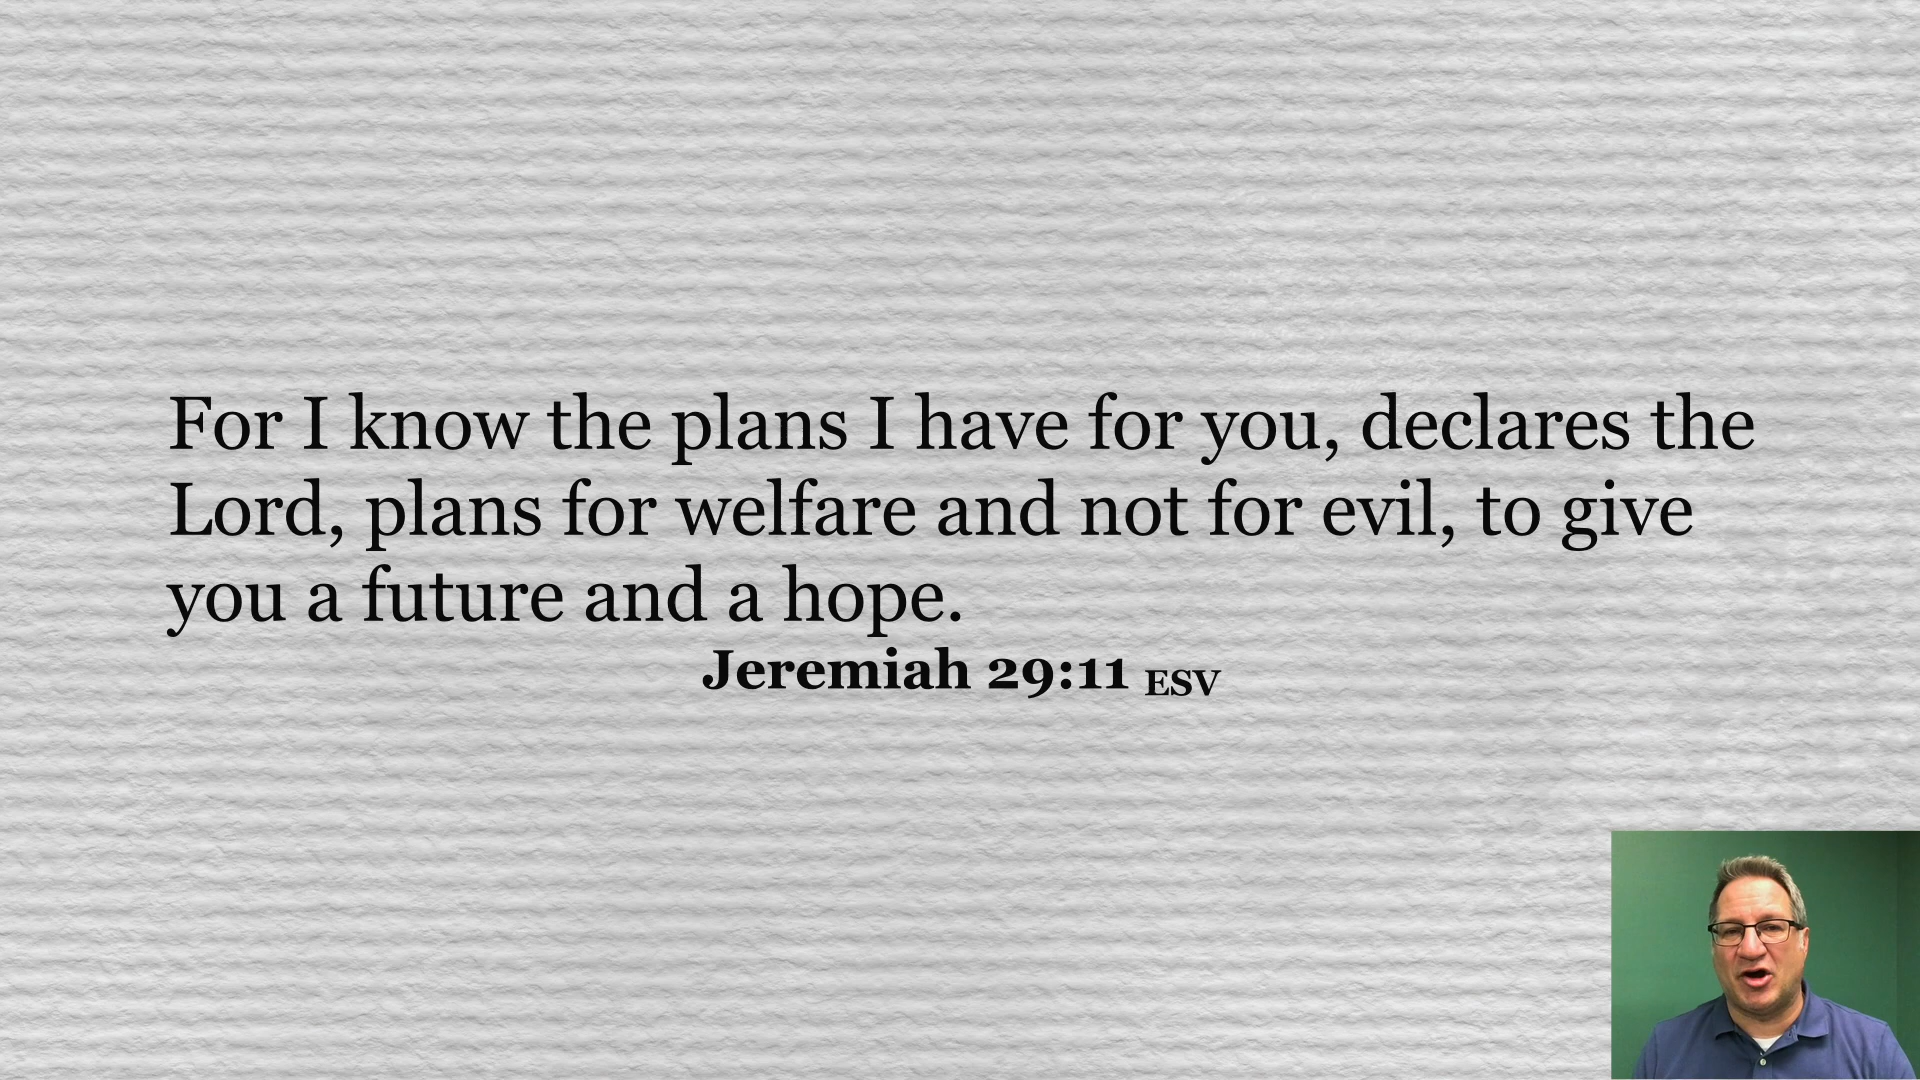 For I know the plans I have for you, declares the
Lord, plans for welfare and not for evil, to give
you a future and a hope.
Jeremiah 29:11 ESV